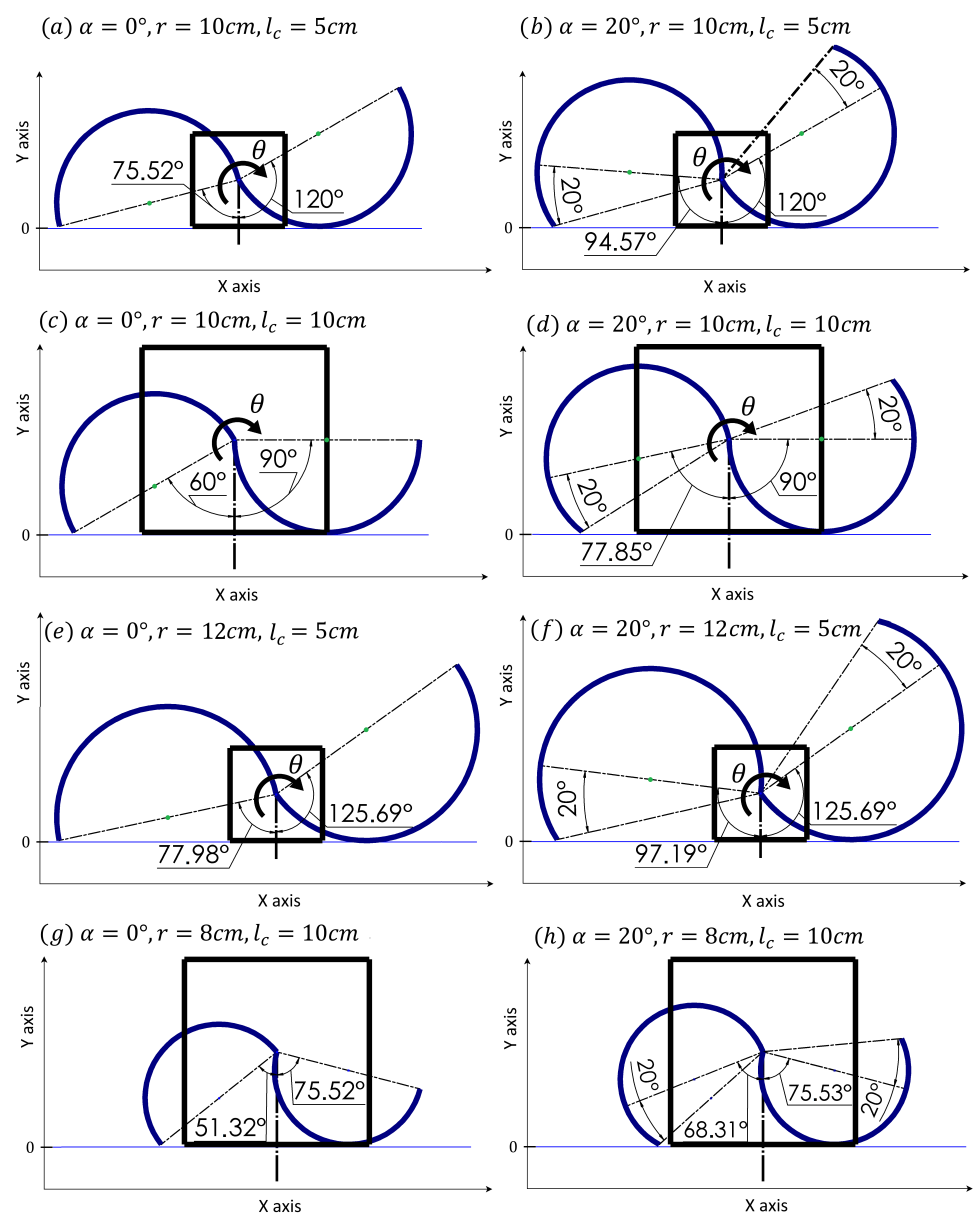 (a) α = 0°, r = 10cm, l_c = 5cm
(b) α = 20°, r = 10cm, l_c = 5cm
Y axis
75.52°
θ
120°
0
X axis
Y axis
20°
20°
θ
120°
94.57°
0
X axis
(c) α = 0°, r = 10cm, l_c = 10cm
(d) α = 20°, r = 10cm, l_c = 10cm
Y axis
θ
90°
60°
0
X axis
Y axis
θ
20°
90°
20°
77.85°
0
X axis
(e) α = 0°, r = 12cm, l_c = 5cm
(f) α = 20°, r = 12cm, l_c = 5cm
Y axis
θ
125.69°
77.98°
0
X axis
Y axis
20°
θ
20°
125.69°
97.19°
0
X axis
(g) α = 0°, r = 8cm, l_c = 10cm
(h) α = 20°, r = 8cm, l_c = 10cm
Y axis
75.52°
51.32°
0
X axis
Y axis
20°
75.53°
20°
68.31°
0
X axis